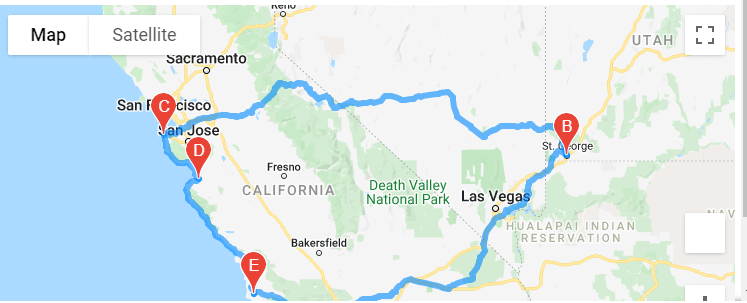 Reno
Map
Satellite
UTAH
Sacramento
San Francisco
C
San Jose
B
St. George
D
Fresno
CALIFORNIA
Death Valley
National Park
Las Vegas
NAV
HUALAPAI INDIAN
RESERVATION
Bakersfield
E